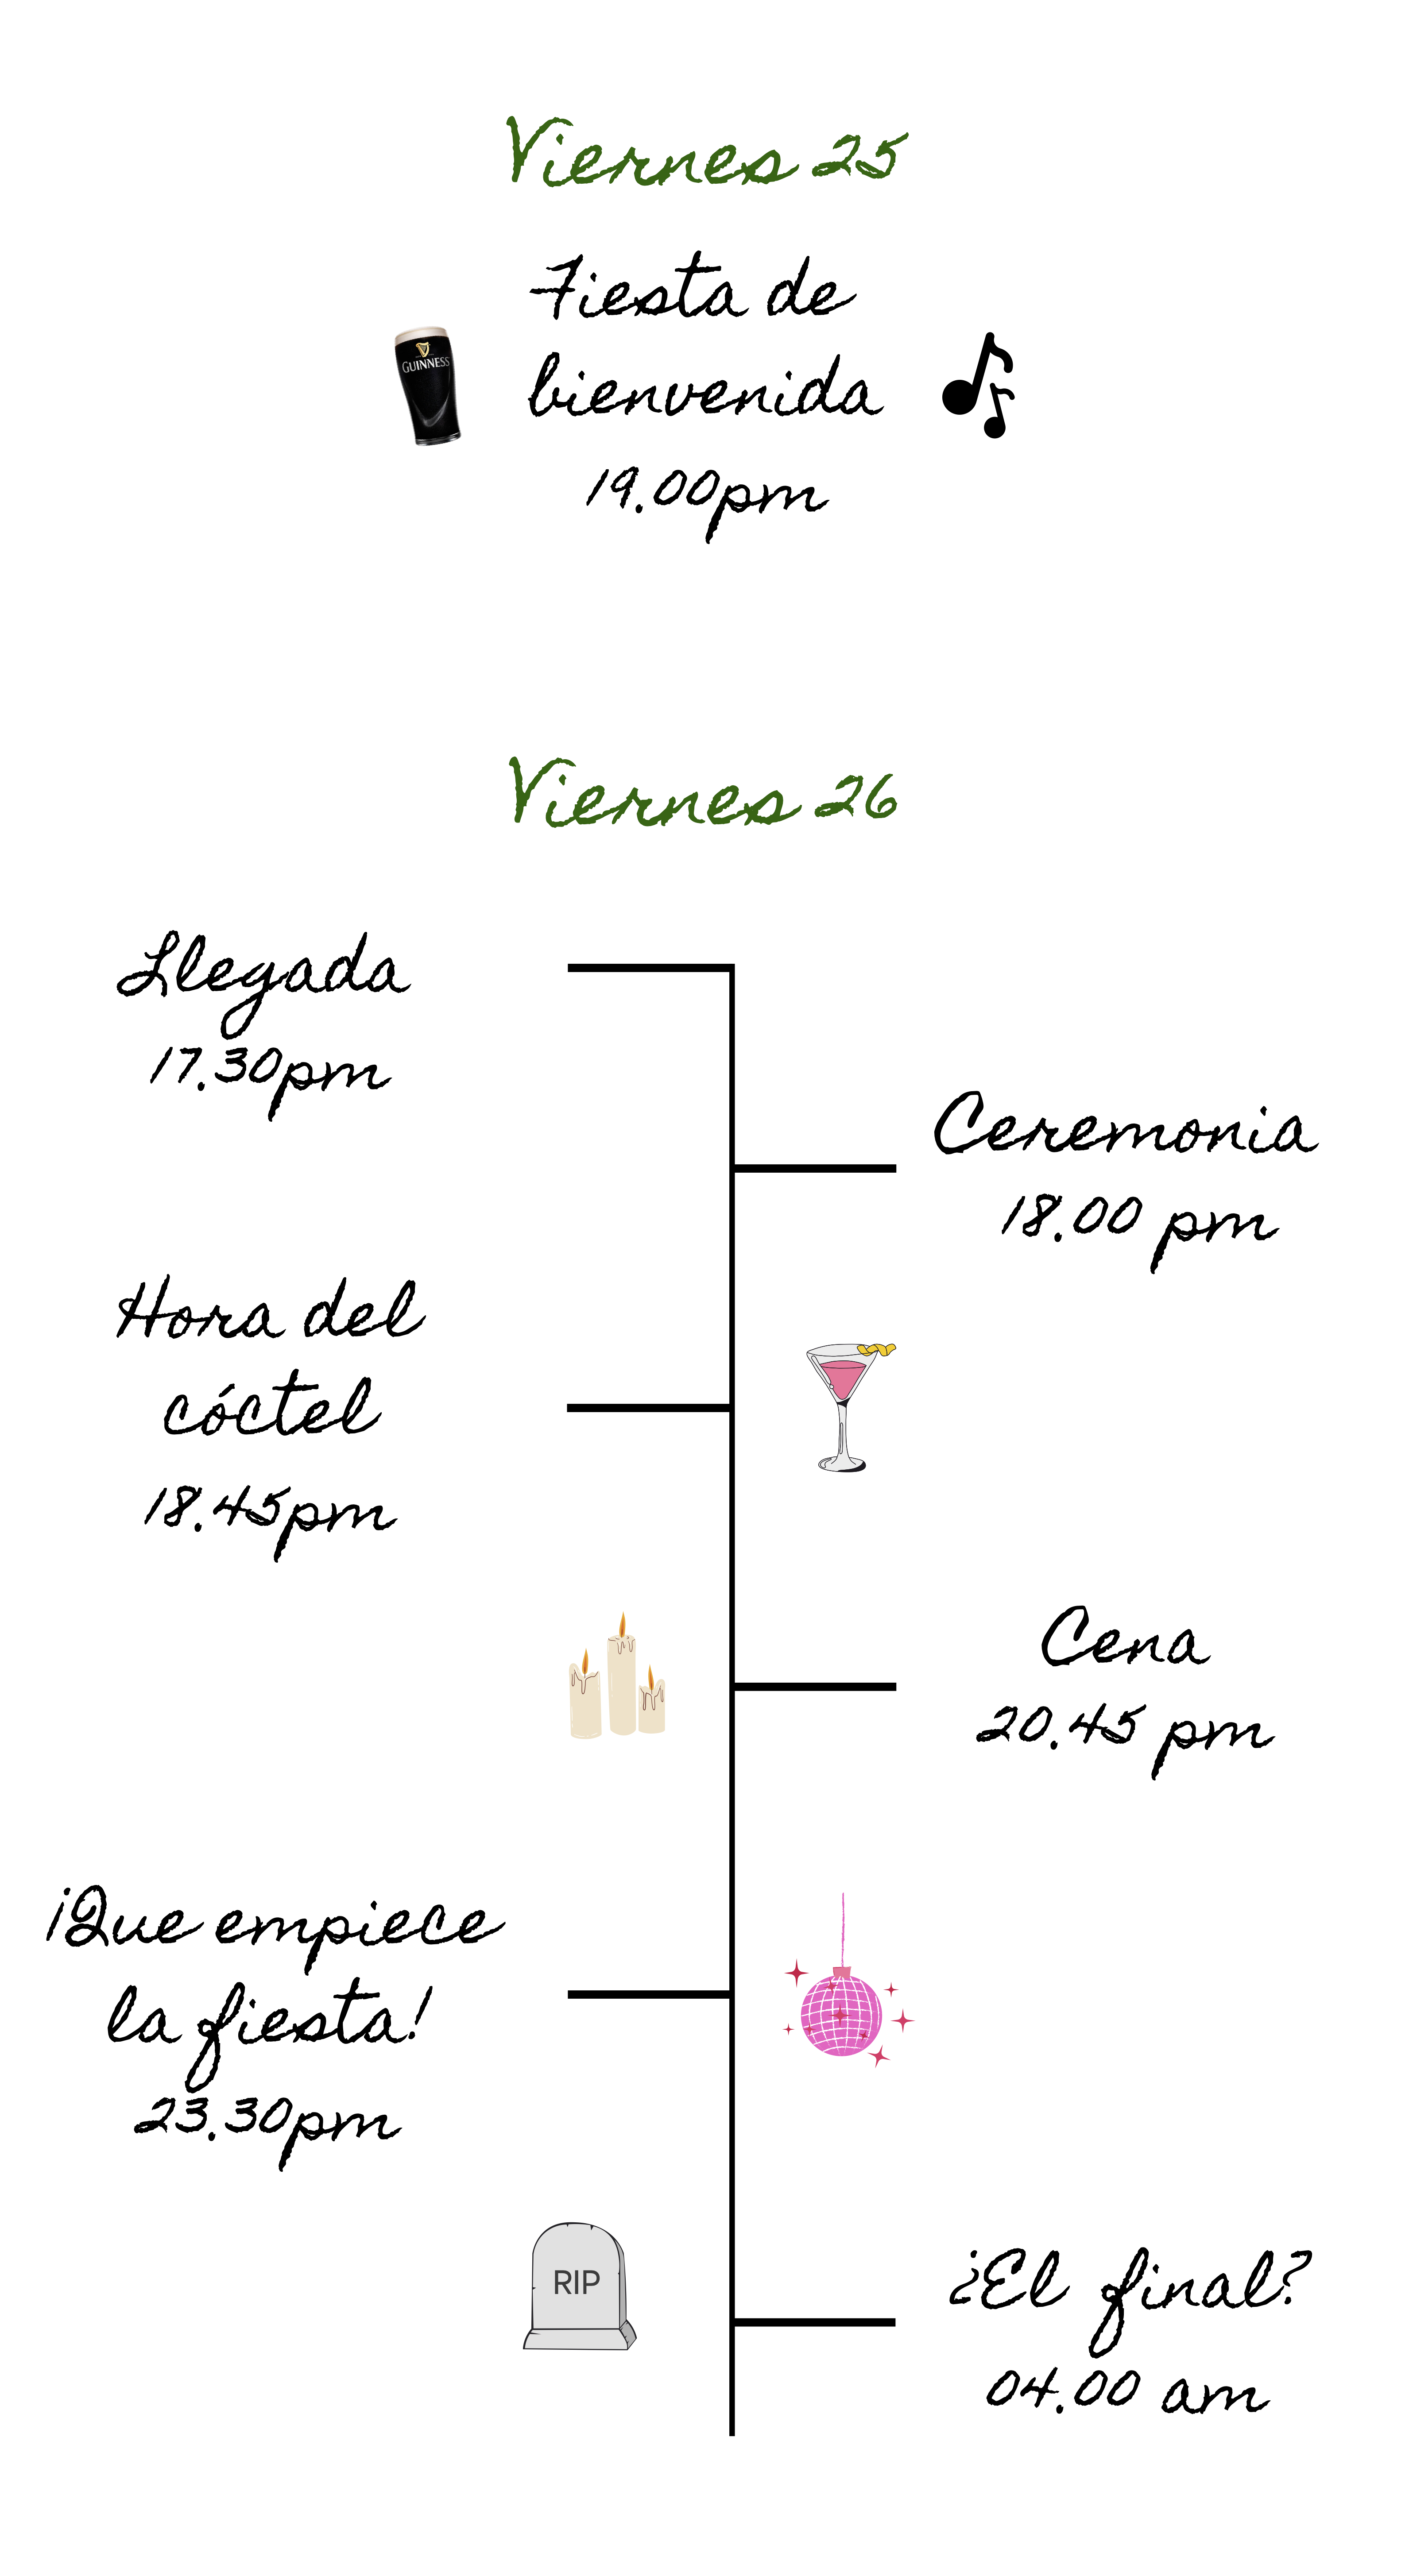 Viernes 25
Fiesta de
bienvenida
GUINNESS
19.00pm
Viernes 26
Llegada
17.30pm
Ceremonia
18.00 pm
Hora del
cóctel
18.45pm
Cena
20.45 pm
¡Que empiece
la fiesta!
23.30pm
RIP
¿El final?
04.00 am